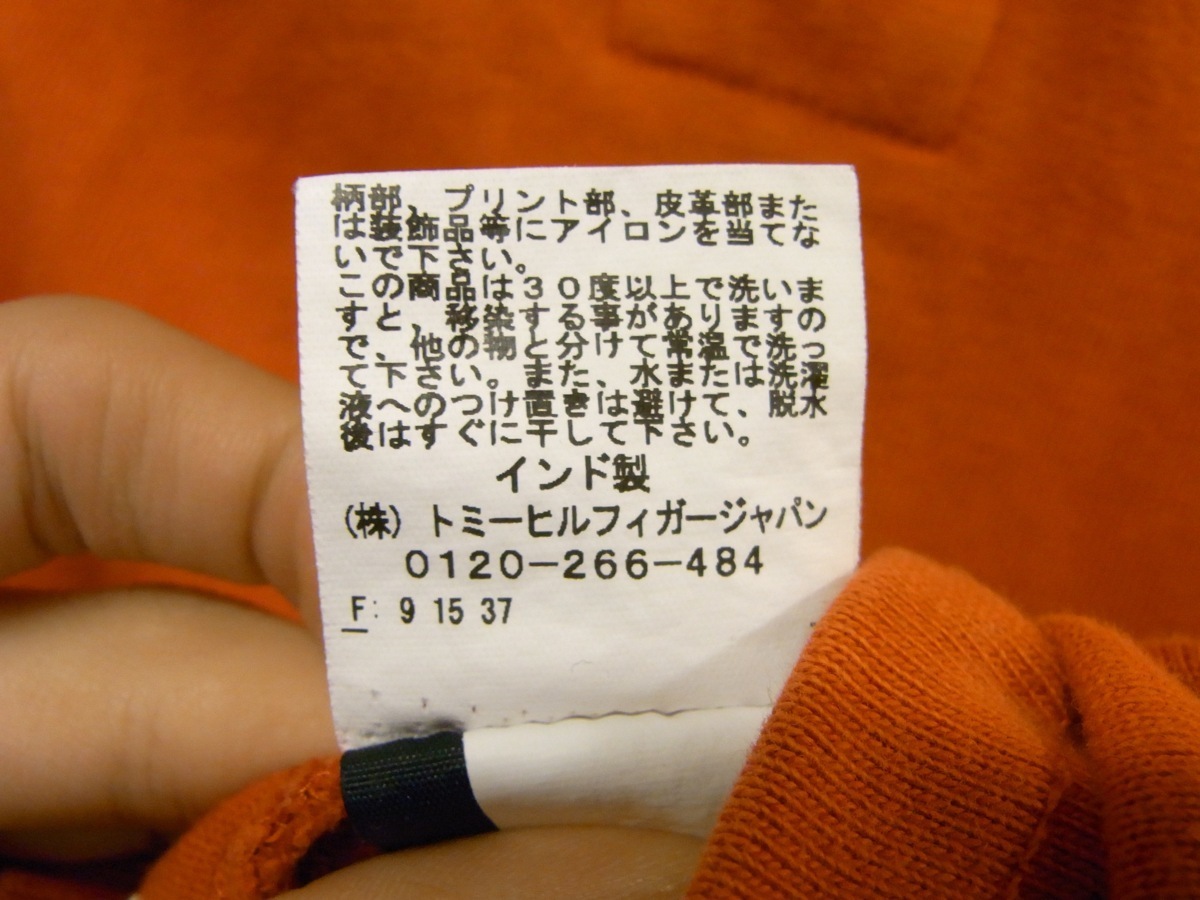 柄部、プリント部、皮革部また
は装飾品等にアイロンを当てな
いで下さい。
この商品は30度以上で洗いま
すと、移染する事がありますの
で、他の物と分けて常温で洗っ
て下さい。また、水または洗濯
液へのつけ置きは避けて、脱水
後はすぐに干して下さい。
インド製
(株) トミーヒルフィガージャパン
0120-266-484
F: 9 15 37